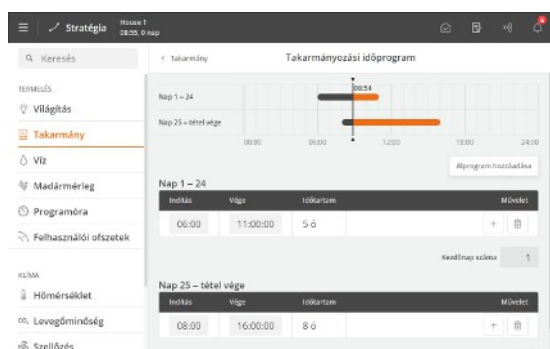 Stratégia
House 1
08:55, 0 nap
Keresés
TERMELÉS
Világítás
Takarmány
Víz
Madármérleg
Programóra
Felhasználói ofszetek
KLÍMA
Hőmérséklet
CO₂ Levegőminőség
Szellőzés
< Takarmány
Takarmányozási időprogram
08:54
Nap 1 – 24
Nap 25 – tétel vége
00:00 06:00 12:00 18:00 24:00
Alprogram hozzáadása
Nap 1 – 24
Indítás Vége Időtartam Művelet
06:00 11:00:00 5 ó +
Kezdőnap száma 1
Nap 25 – tétel vége
Indítás Vége Időtartam Művelet
08:00 16:00:00 8 ó +